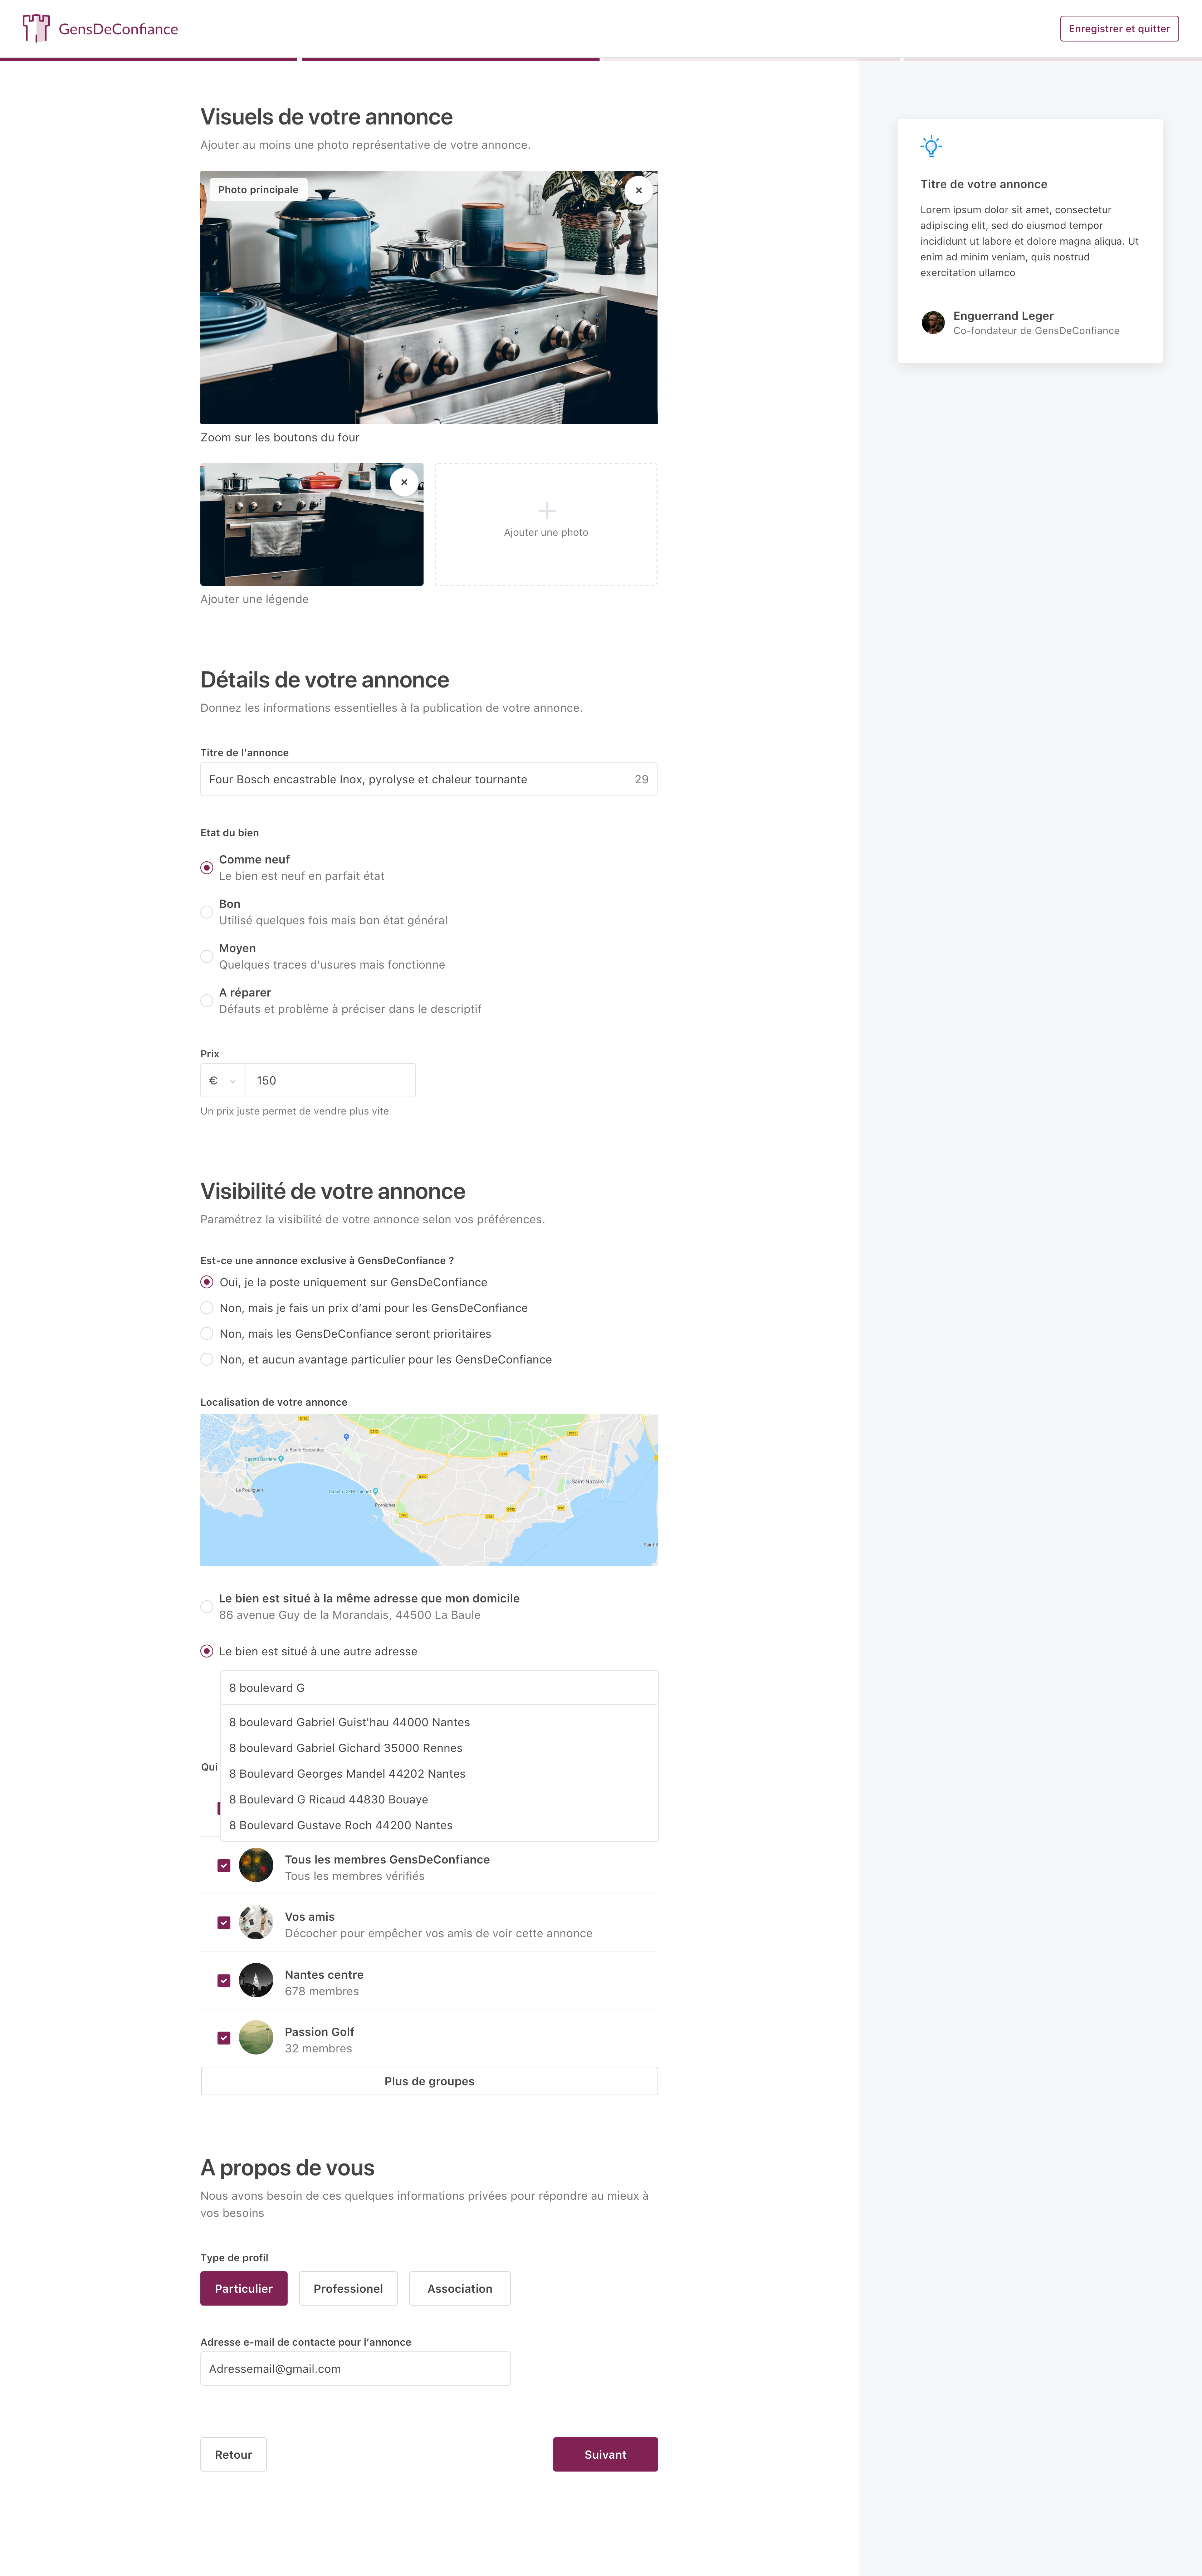 GensDeConfiance
Enregistrer et quitter
Visuels de votre annonce
Ajouter au moins une photo représentative de votre annonce.
Photo principale
Zoom sur les boutons du four
Ajouter une photo
Ajouter une légende
Titre de votre annonce
Lorem ipsum dolor sit amet, consectetur
adipiscing elit, sed do eiusmod tempor
incididunt ut labore et dolore magna aliqua. Ut
enim ad minim veniam, quis nostrud
exercitation ullamco
Enguerrand Leger
Co-fondateur de GensDeConfiance
Détails de votre annonce
Donnez les informations essentielles à la publication de votre annonce.
Titre de l'annonce
Four Bosch encastrable Inox, pyrolyse et chaleur tournante 29
Etat du bien
Comme neuf
Le bien est neuf en parfait état
Bon
Utilisé quelques fois mais bon état général
Moyen
Quelques traces d'usures mais fonctionne
A réparer
Défauts et problème à préciser dans le descriptif
Prix
€ 150
Un prix juste permet de vendre plus vite
Visibilité de votre annonce
Paramétrez la visibilité de votre annonce selon vos préférences.
Est-ce une annonce exclusive à GensDeConfiance ?
Oui, je la poste uniquement sur GensDeConfiance
Non, mais je fais un prix d'ami pour les GensDeConfiance
Non, mais les GensDeConfiance seront prioritaires
Non, et aucun avantage particulier pour les GensDeConfiance
Localisation de votre annonce
La Baule-Escoublac
Casino Barrière
Le Pouliguen
Casino De Pornichet
Pornichet
Saint-Nazaire
Le bien est situé à la même adresse que mon domicile
86 avenue Guy de la Morandais, 44500 La Baule
Le bien est situé à une autre adresse
8 boulevard G
8 boulevard Gabriel Guist'hau 44000 Nantes
8 boulevard Gabriel Gichard 35000 Rennes
Qui
8 Boulevard Georges Mandel 44202 Nantes
8 Boulevard G Ricaud 44830 Bouaye
8 Boulevard Gustave Roch 44200 Nantes
Tous les membres GensDeConfiance
Tous les membres vérifiés
Vos amis
Décocher pour empêcher vos amis de voir cette annonce
Nantes centre
678 membres
Passion Golf
32 membres
Plus de groupes
A propos de vous
Nous avons besoin de ces quelques informations privées pour répondre au mieux à
vos besoins
Type de profil
Particulier
Professionel
Association
Adresse e-mail de contacte pour l'annonce
Adressemail@gmail.com
Retour
Suivant